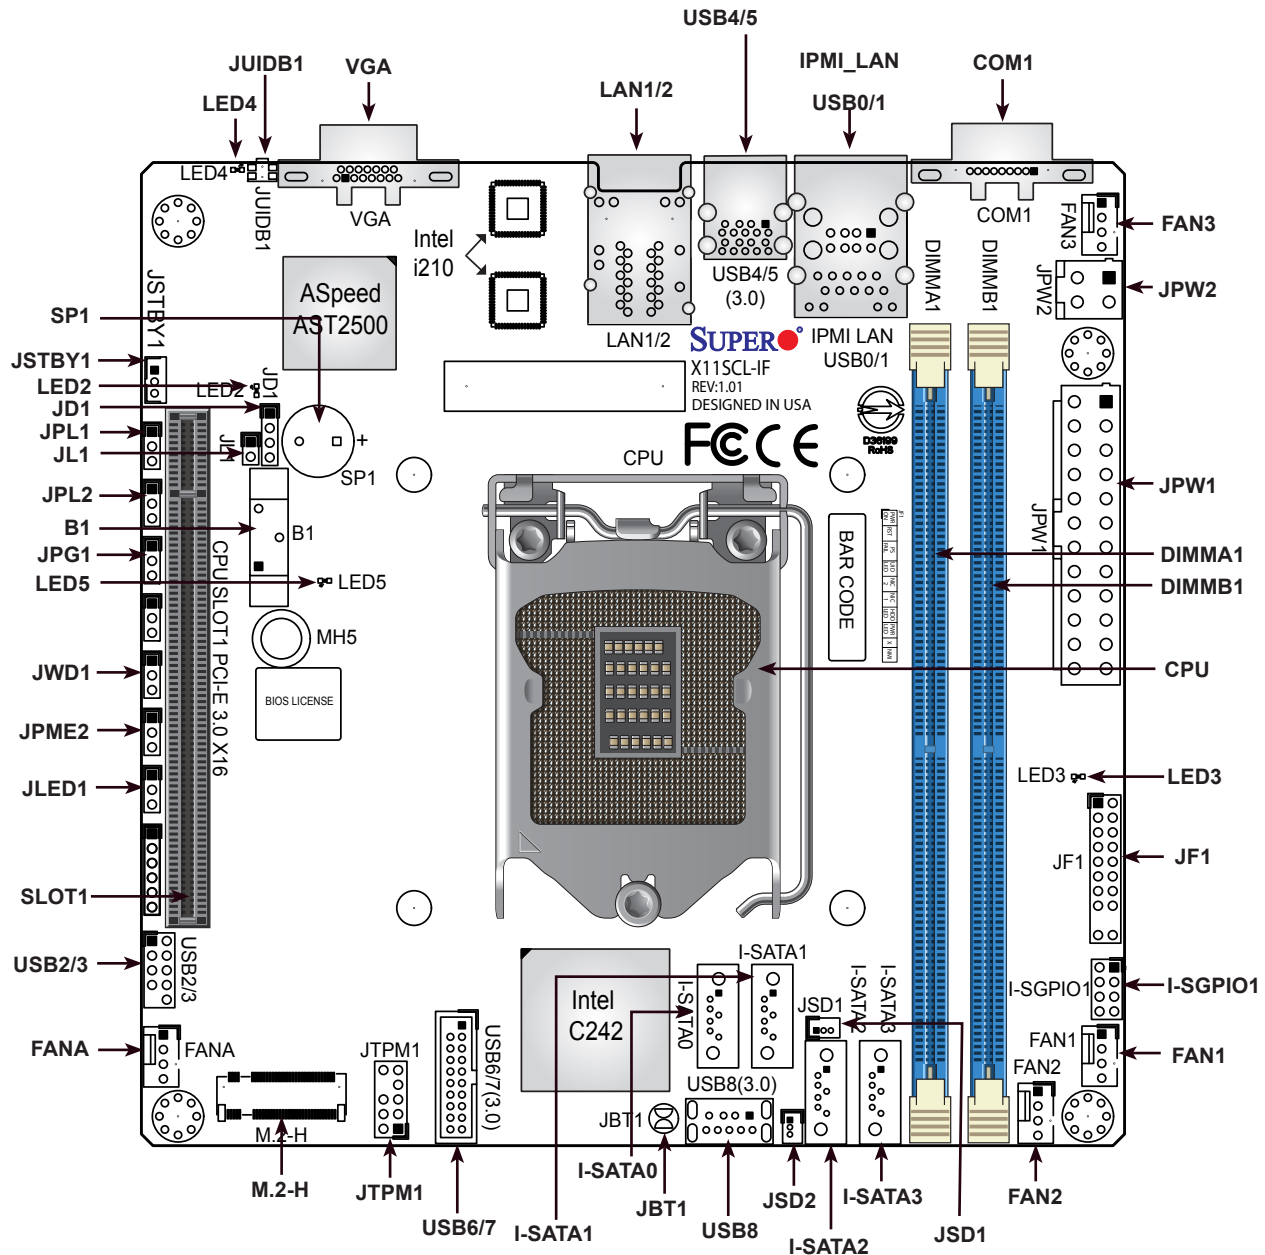 USB4/5
JUIDB1
VGA
IPMI_LAN
COM1
LED4
LAN1/2
USB0/1
LED4
JUIDB1
VGA
COM1
FAN3
FAN3
Intel
i210
USB4/5
(3.0)
DIMMA1
DIMMB1
JPW2
JPW2
JSTBY1
ASpeed
AST2500
SP1
LAN1/2
SUPER
IPMI LAN
USB0/1
X11SCL-IF
REV:1.01
DESIGNED IN USA
JSTBY1
LED2
LED2
JD1
JD1
JPL1
JL1
JL1
SP1
+
FC CE
D36199
RoHS
CPU
JPL2
B1
B1
JPW1
JPW1
JPG1
LED5
LED5
BAR CODE
JF1
DIMMA1
DIMMB1
CPU SLOT1 PCI-E 3.0 X16
MH5
JWD1
BIOS LICENSE
CPU
JPME2
JLED1
LED3
LED3
JF1
JF1
SLOT1
USB2/3
USB2/3
I-SATA1
I-SATA0
Intel
C242
JSD1
I-SATA2
I-SATA3
I-SGPIO1
I-SGPIO1
FANA
FANA
JTPM1
USB6/7(3.0)
USB8(3.0)
FAN1
FAN1
FAN2
JBT1
M.2-H
M.2-H
JTPM1
USB6/7
I-SATA1
I-SATA0
JBT1
USB8
JSD2
I-SATA2
I-SATA3
JSD1
FAN2